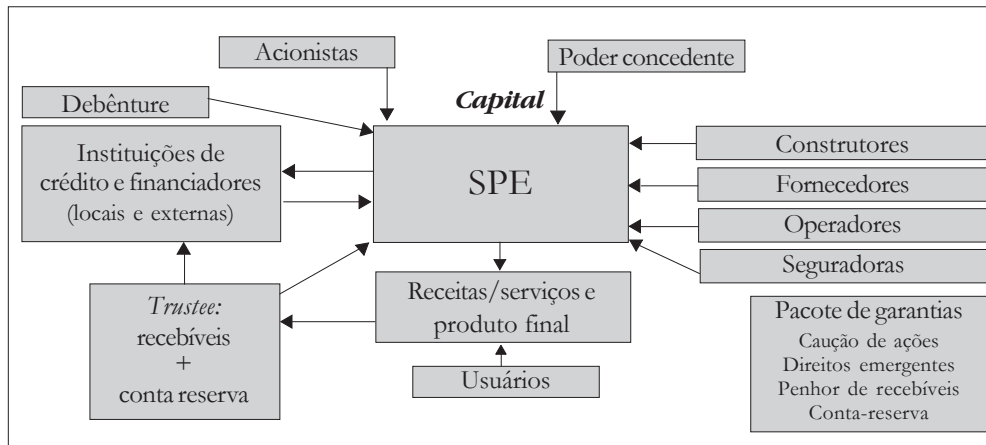 Acionistas
Poder concedente
Capital
Debênture
Instituições de
crédito e financiadores
(locais e externas)
SPE
Construtores
Fornecedores
Operadores
Seguradoras
Trustee:
recebíveis
+
conta reserva
Receitas/serviços e
produto final
Usuários
Pacote de garantias
Caução de ações
Direitos emergentes
Penhor de recebíveis
Conta-reserva